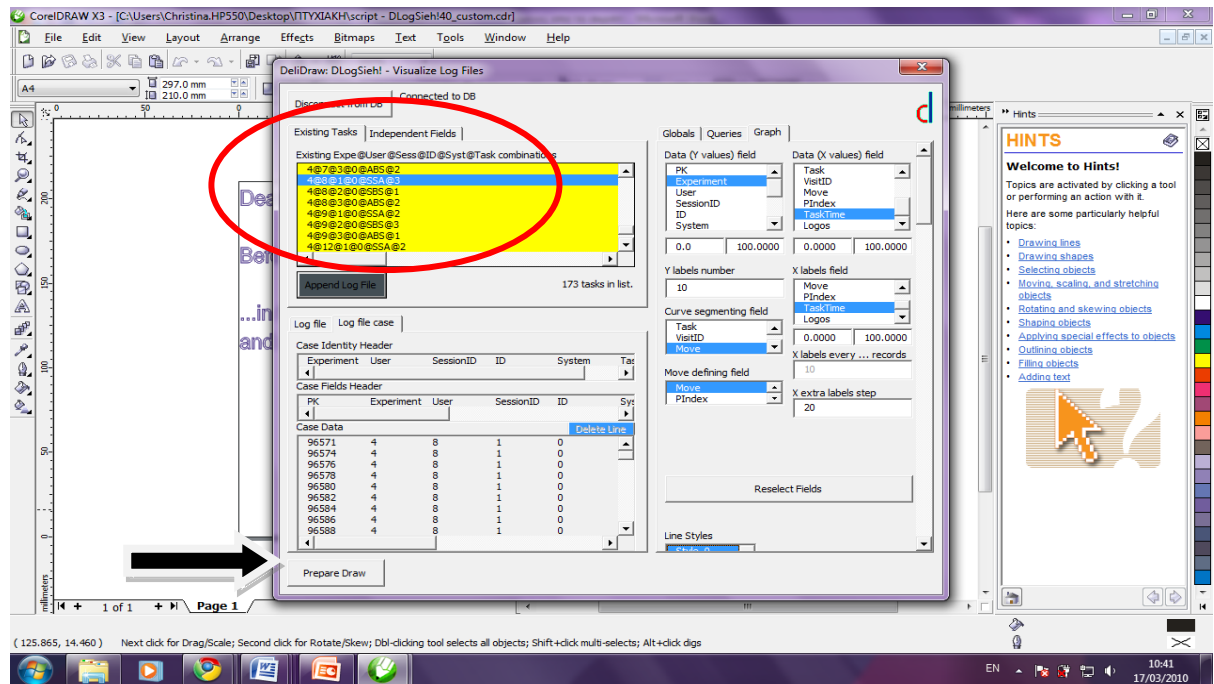 CorelDRAW X3 - [C:\Users\Christina.HP550\Desktop\ΠΤΥΧΙΑΚΗ\script - DLogSieh!40_custom.cdr]
File Edit View Layout Arrange Effects Bitmaps Text Tools Window Help
A4
297.0 mm
210.0 mm
DeliDraw: DLogSieh! - Visualize Log Files
Disconnect from DB
Connected to DB
d
Existing Tasks Independent Fields
Existing Expe@User@Sess@ID@Syst@Task combinations
4@7@3@0@ABS@2
4@8@1@0@SSA@3
4@8@2@0@SBS@1
4@8@3@0@ABS@2
4@9@1@0@SSA@2
4@9@2@0@SBS@3
4@9@3@0@ABS@1
4@12@1@0@SSA@2
Append Log File
173 tasks in list.
Log file Log file case
Case Identity Header
Experiment User SessionID ID System Tas
Case Fields Header
PK Experiment User SessionID ID Sys
Case Data
Delete Line
96571 4 8 1 0
96574 4 8 1 0
96576 4 8 1 0
96578 4 8 1 0
96580 4 8 1 0
96582 4 8 1 0
96584 4 8 1 0
96586 4 8 1 0
96588 4 8 1 0
Prepare Draw
Globals Queries Graph
Data (Y values) field
PK
Experiment
User
SessionID
ID
System
0.0 100.0000
Y labels number
10
Curve segmenting field
Task
VisitID
Move
Move defining field
Move
PIndex
Data (X values) field
Task
VisitID
Move
PIndex
TaskTime
Logos
0.0000 100.0000
X labels field
Move
PIndex
TaskTime
Logos
0.0000 100.0000
X labels every ... records
10
X extra labels step
20
Reselect Fields
Line Styles
Style 0
Dea
Befo
...in
and
millimeters
Hints
HINTS
Welcome to Hints!
Topics are activated by clicking a tool
or performing an action with it.
Here are some particularly helpful
topics:
Drawing lines
Drawing shapes
Selecting objects
Moving, scaling, and stretching
objects
Rotating and skewing objects
Shaping objects
Applying special effects to objects
Outlining objects
Filling objects
Adding text
millimeters
1 of 1 Page 1
( 125.865, 14.460 ) Next click for Drag/Scale; Second click for Rotate/Skew; Dbl-clicking tool selects all objects; Shift+click multi-selects; Alt+click digs
EN
10:41
17/03/2010